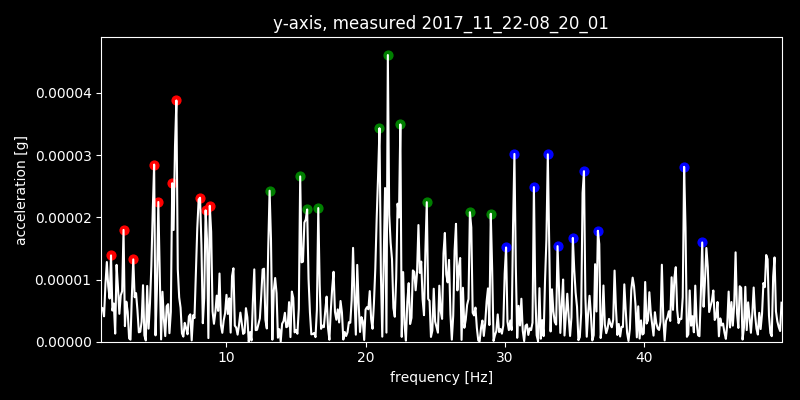 y-axis, measured 2017_11_22-08_20_01
0.00004
0.00003
0.00002
0.00001
0.00000
acceleration [g]
10 20 30 40
frequency [Hz]